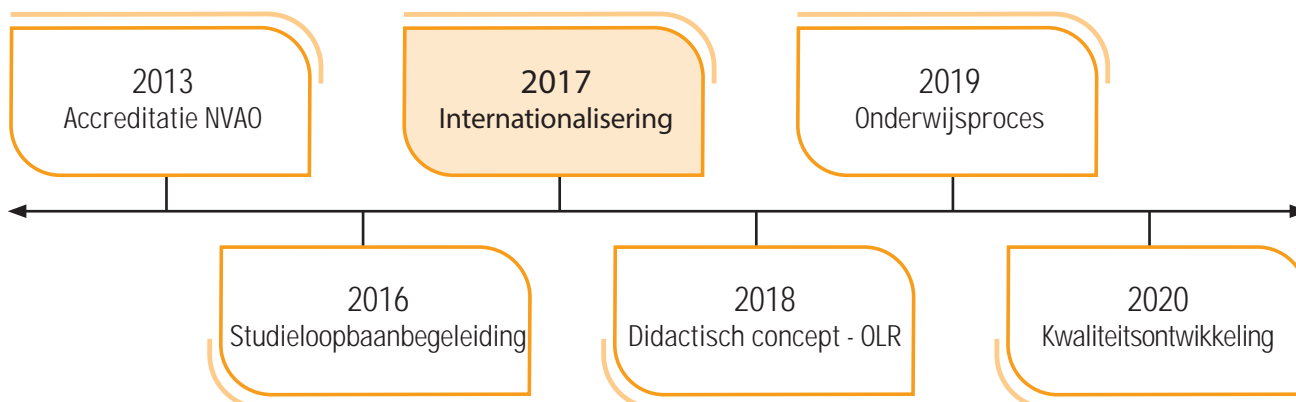 2013
Accreditatie NVAO
2017
Internationalisering
2019
Onderwijsproces
2016
Studieloopbaanbegeleiding
2018
Didactisch concept - OLR
2020
Kwaliteitsontwikkeling